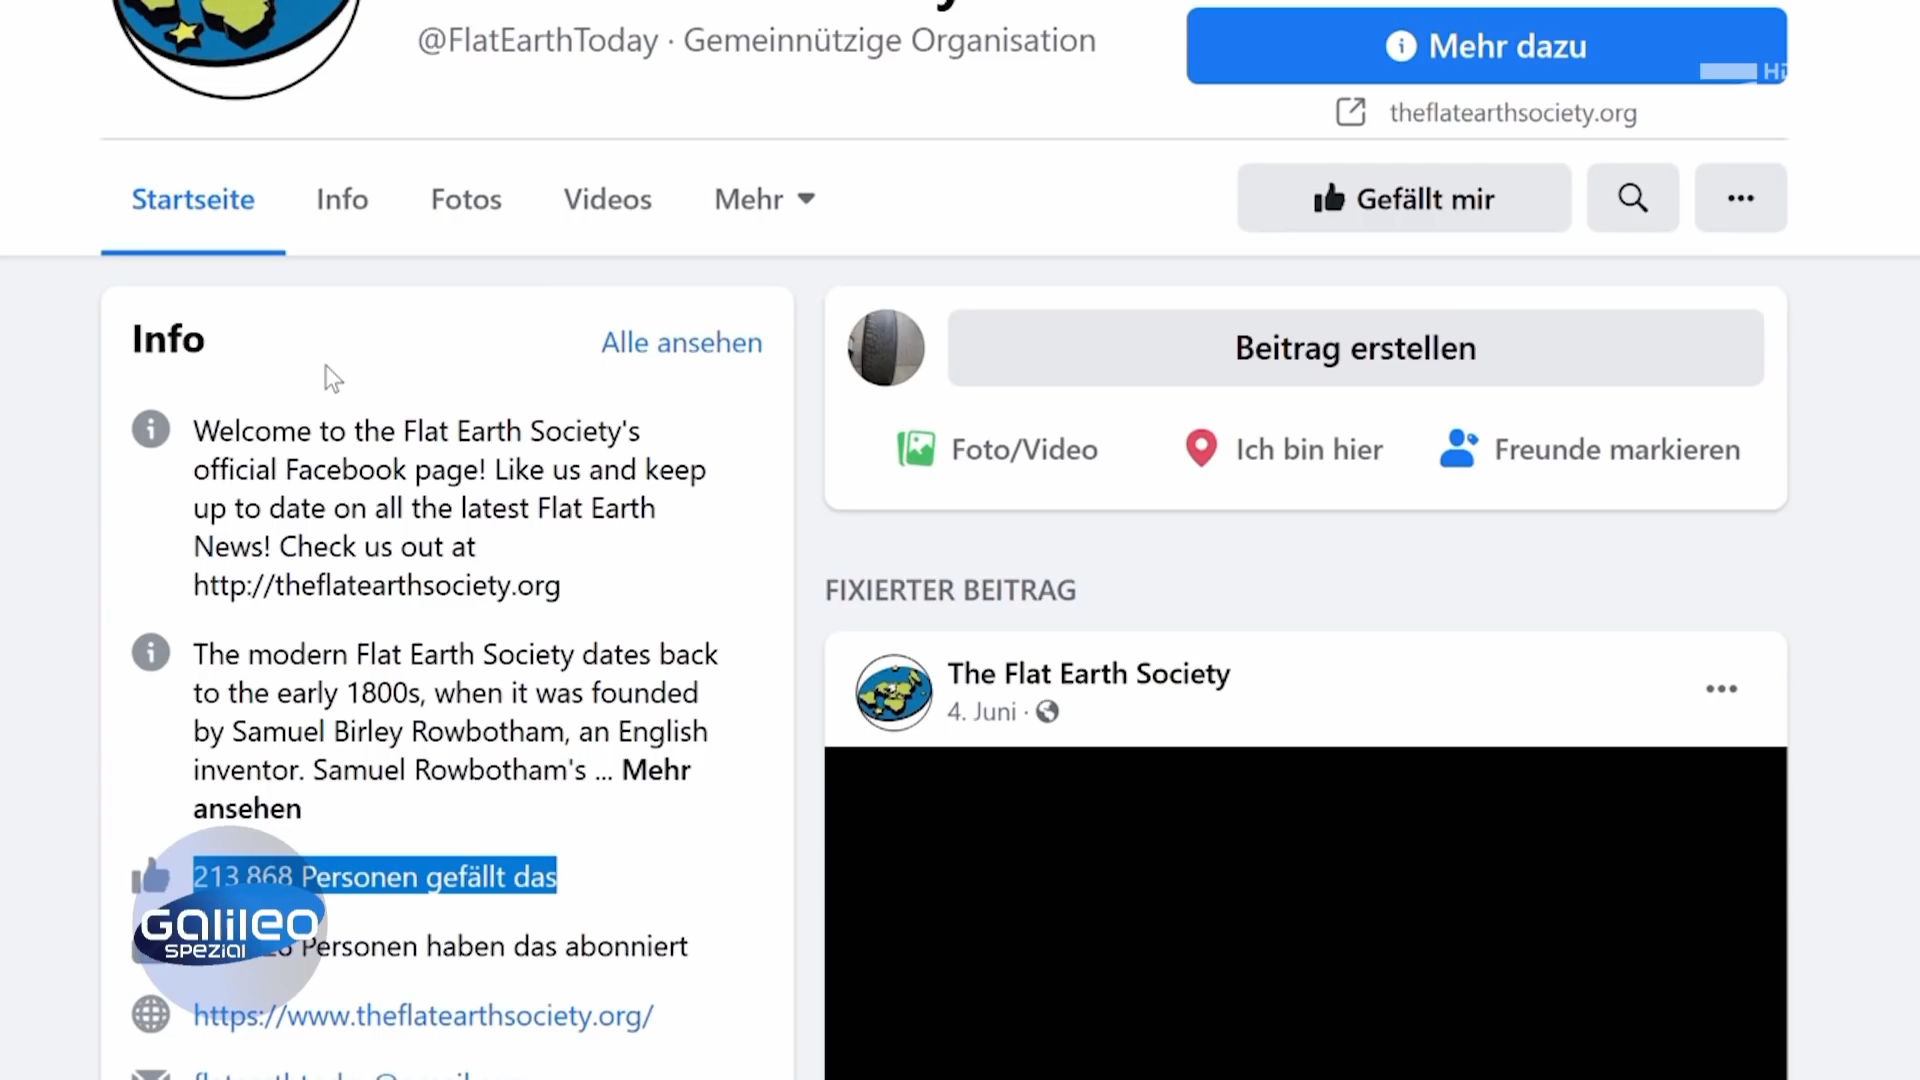 @FlatEarthToday · Gemeinnützige Organisation
Mehr dazu
theflatearthsociety.org
Startseite
Info
Fotos
Videos
Mehr
Gefällt mir
Info
Alle ansehen
Welcome to the Flat Earth Society's
official Facebook page! Like us and keep
up to date on all the latest Flat Earth
News! Check us out at
http://theflatearthsociety.org
The modern Flat Earth Society dates back
to the early 1800s, when it was founded
by Samuel Birley Rowbotham, an English
inventor. Samuel Rowbotham's ... Mehr
ansehen
213.868 Personen gefällt das
Personen haben das abonniert
https://www.theflatearthsociety.org/
Galileo
SPEZIAL
Beitrag erstellen
Foto/Video
Ich bin hier
Freunde markieren
FIXIERTER BEITRAG
The Flat Earth Society
4. Juni ·